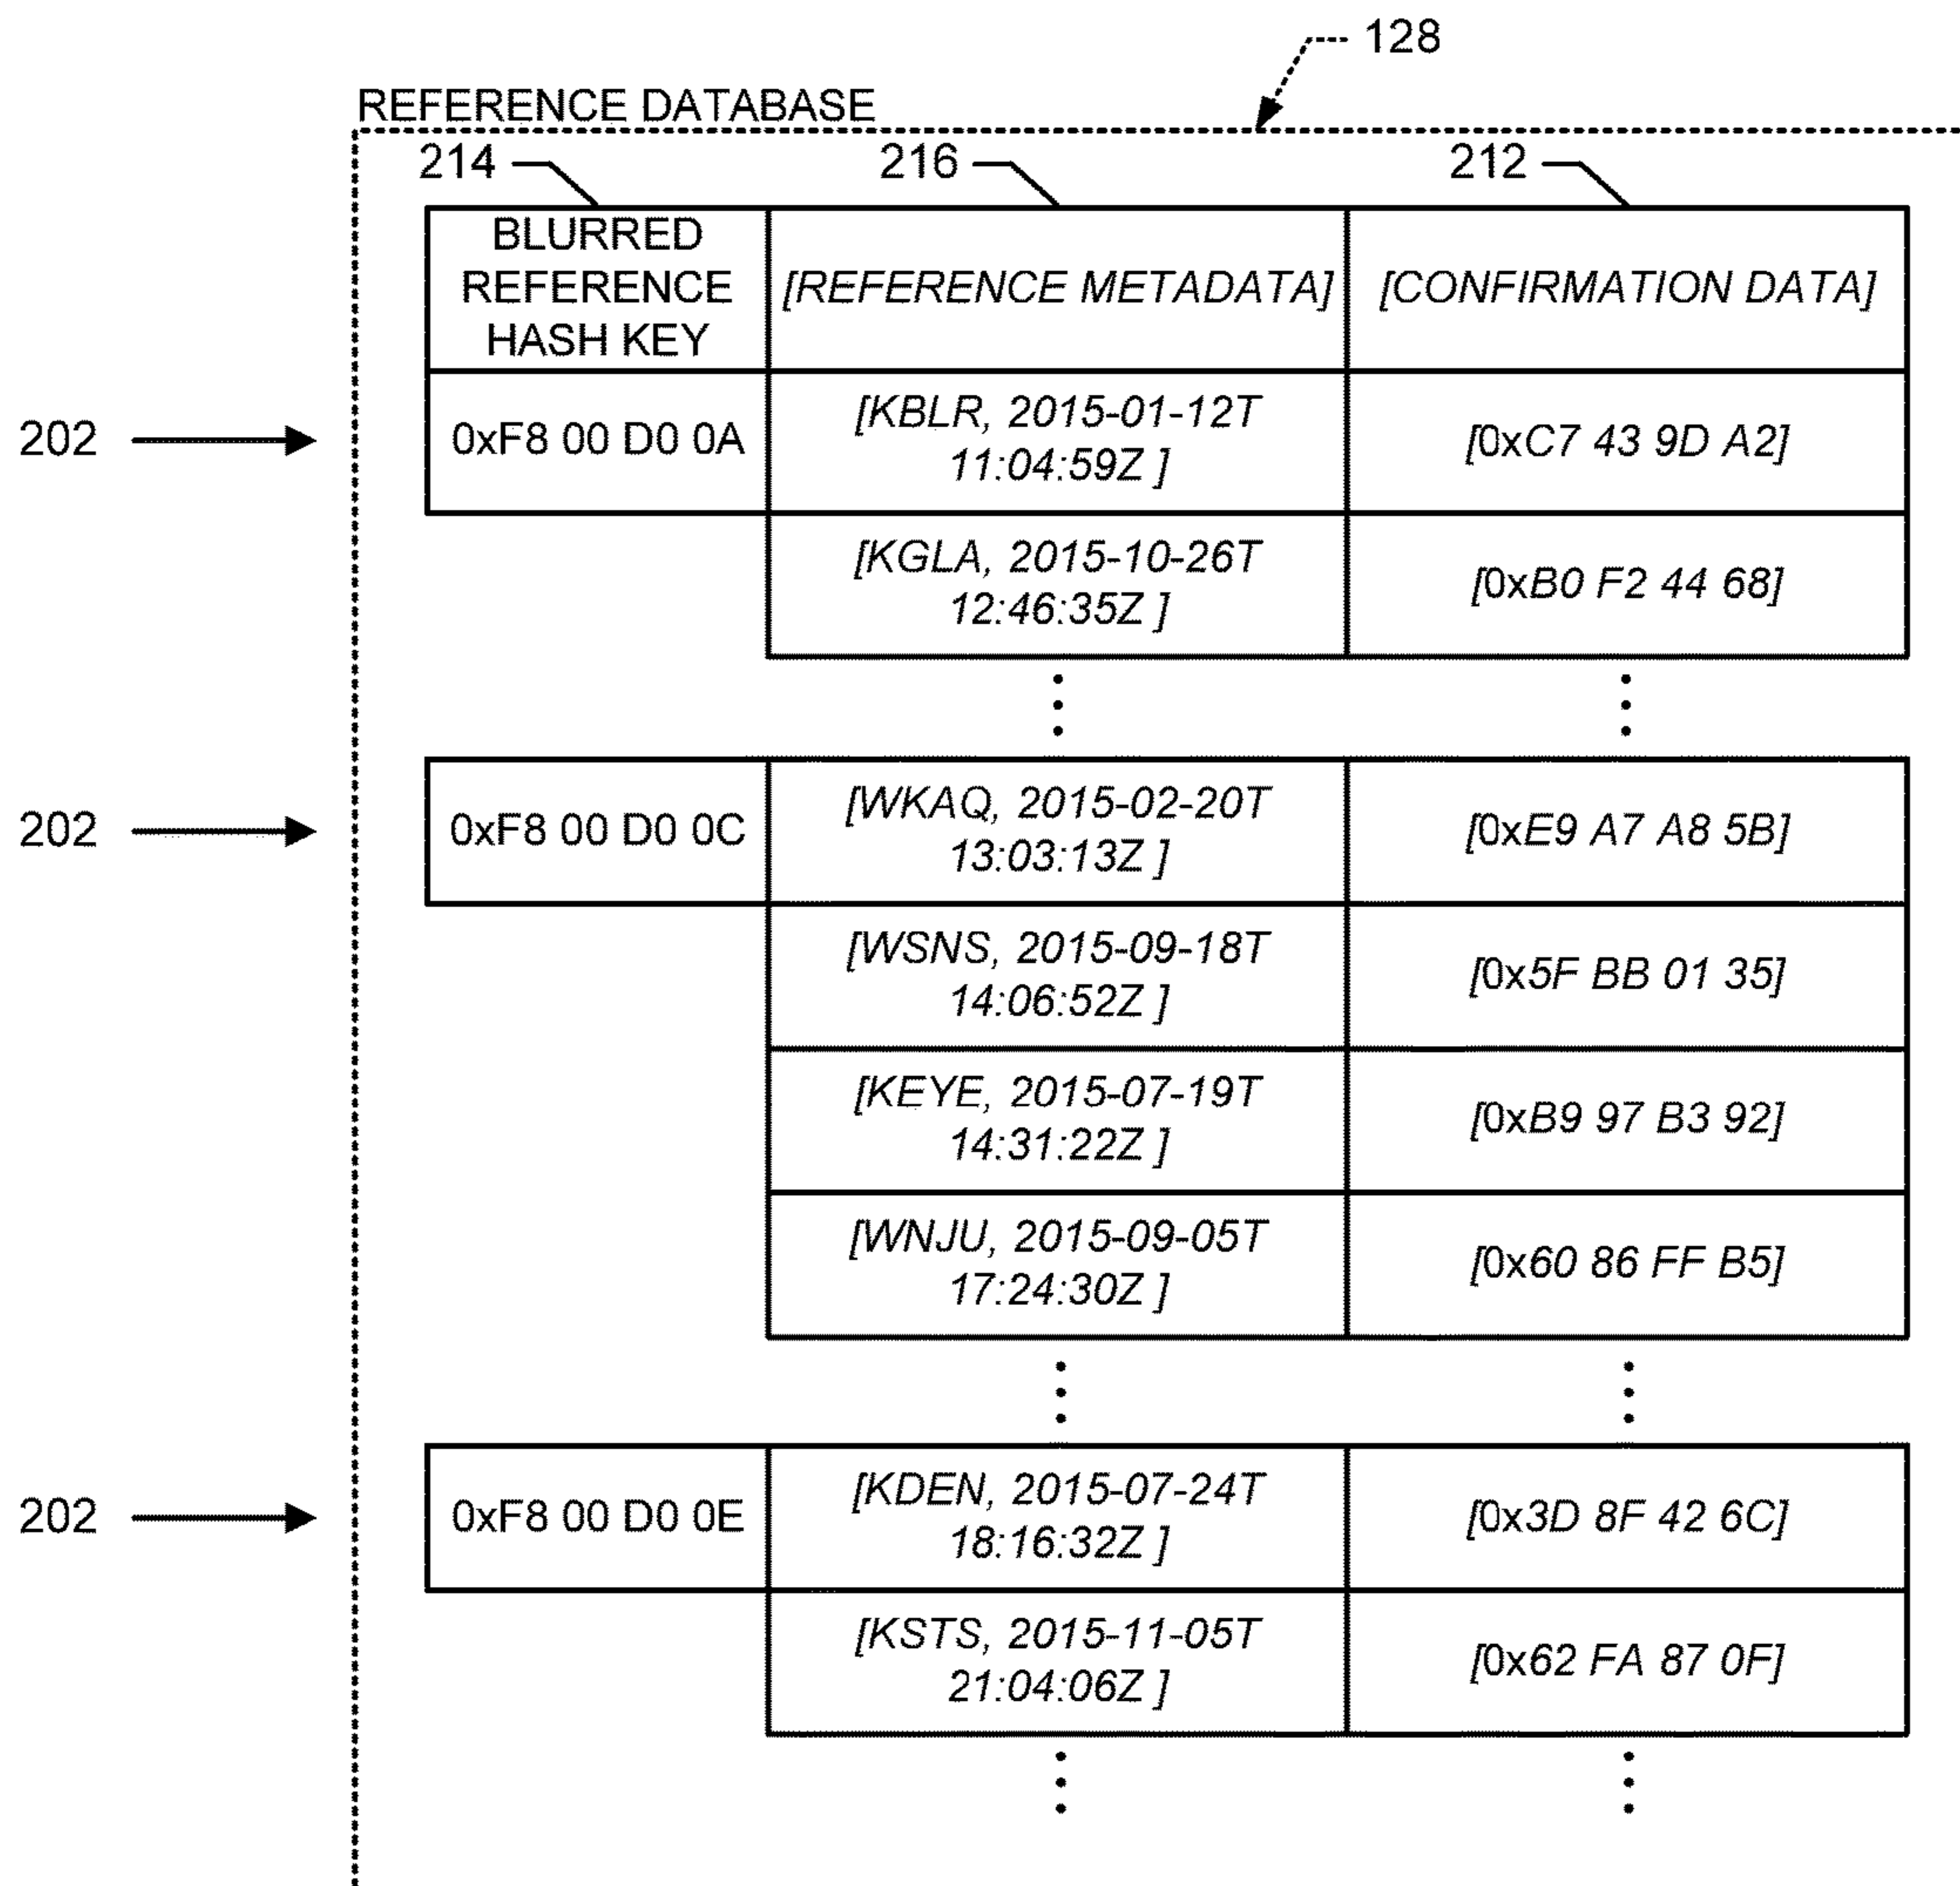 128
REFERENCE DATABASE
214
216
212
BLURRED
REFERENCE
HASH KEY
[REFERENCE METADATA]
[CONFIRMATION DATA]
202
0xF8 00 D0 0A
[KBLR, 2015-01-12T
11:04:59Z ]
[0xC7 43 9D A2]
[KGLA, 2015-10-26T
12:46:35Z ]
[0xB0 F2 44 68]
202
0xF8 00 D0 0C
[WKAQ, 2015-02-20T
13:03:13Z ]
[0xE9 A7 A8 5B]
[WSNS, 2015-09-18T
14:06:52Z ]
[0x5F BB 01 35]
[KEYE, 2015-07-19T
14:31:22Z ]
[0xB9 97 B3 92]
[WNJU, 2015-09-05T
17:24:30Z ]
[0x60 86 FF B5]
202
0xF8 00 D0 0E
[KDEN, 2015-07-24T
18:16:32Z ]
[0x3D 8F 42 6C]
[KSTS, 2015-11-05T
21:04:06Z ]
[0x62 FA 87 0F]